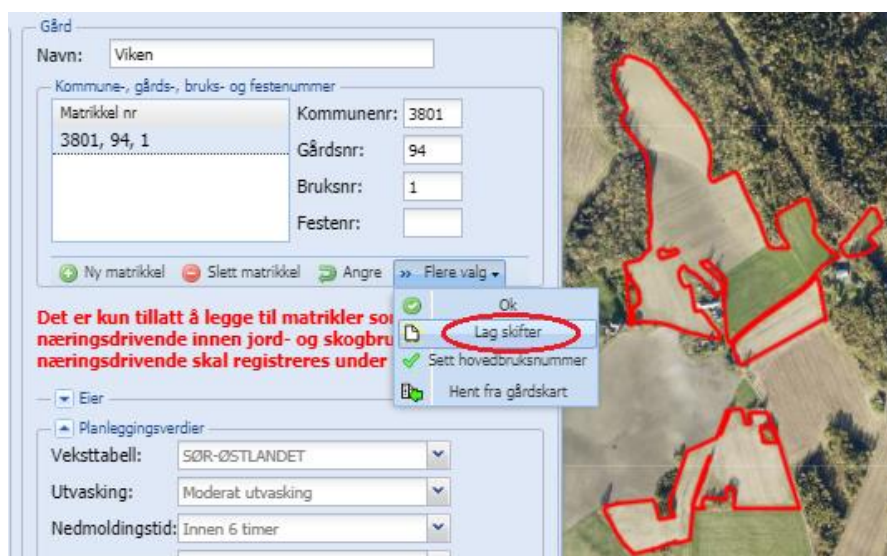 Gård
Navn: Viken
Kommune-, gårds-, bruks- og festenummer
Matrikkel nr
3801, 94, 1
Kommunenr: 3801
Gårdsnr: 94
Bruksnr: 1
Festenr:
Ny matrikkel Slett matrikkel Angre » Flere valg
Ok
Lag skifter
Sett hovedbruksnummer
Hent fra gårdskart
Det er kun tillatt å legge til matrikler
næringsdrivende innen jord- og
næringsdrivende skal registreres under
Eier
Planleggingsverdier
Veksttabell: SØR-ØSTLANDET
Utvasking: Moderat utvasking
Nedmoldingstid: Innen 6 timer